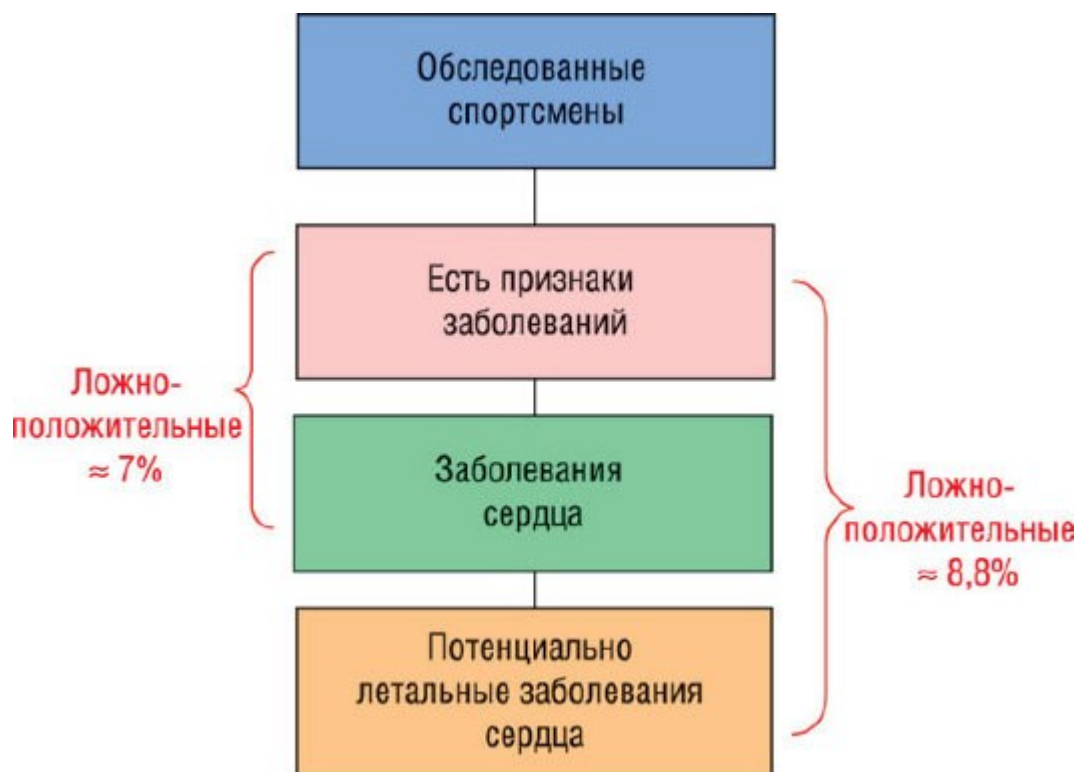 Обследованные
спортсмены
Есть признаки
заболеваний
Ложно-
положительные
≈ 7%
Заболевания
сердца
Ложно-
положительные
≈ 8,8%
Потенциально
летальные заболевания
сердца